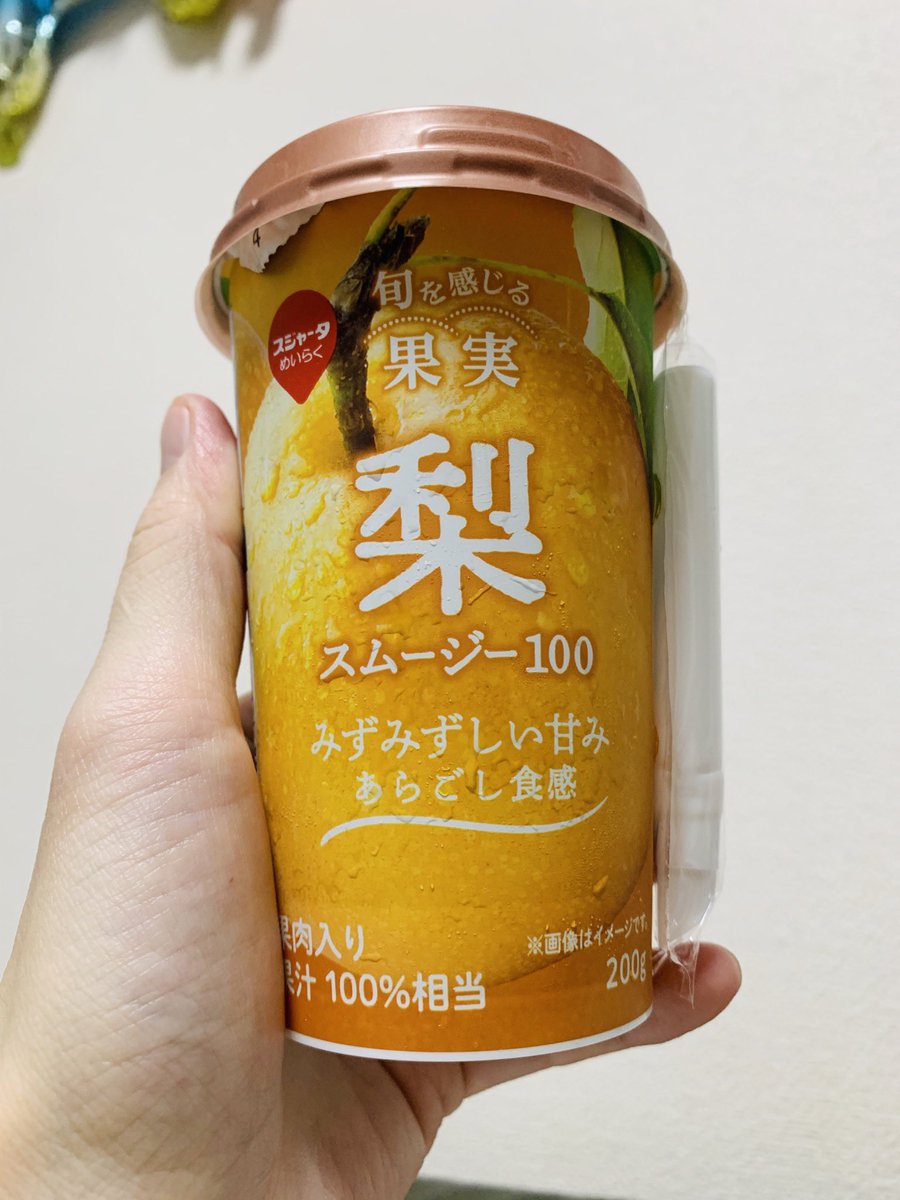 旬を感じる
果実
スジャータ
めいらく
梨
スムージー100
みずみずしい甘み
あらごし食感
果肉入り
果汁 100%相当
※画像はイメージです。
200g